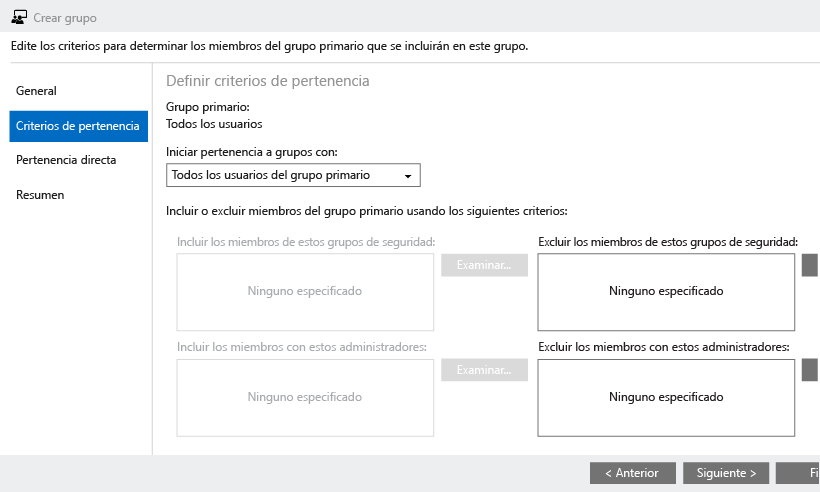 Crear grupo
Edite los criterios para determinar los miembros del grupo primario que se incluirán en este grupo.
General
Criterios de pertenencia
Pertenencia directa
Resumen
Definir criterios de pertenencia
Grupo primario:
Todos los usuarios
Iniciar pertenencia a grupos con:
Todos los usuarios del grupo primario
Incluir o excluir miembros del grupo primario usando los siguientes criterios:
Incluir los miembros de estos grupos de seguridad:
Ninguno especificado
Examinar...
Excluir los miembros de estos grupos de seguridad:
Ninguno especificado
Incluir los miembros con estos administradores:
Ninguno especificado
Examinar...
Excluir los miembros con estos administradores:
Ninguno especificado
< Anterior
Siguiente >